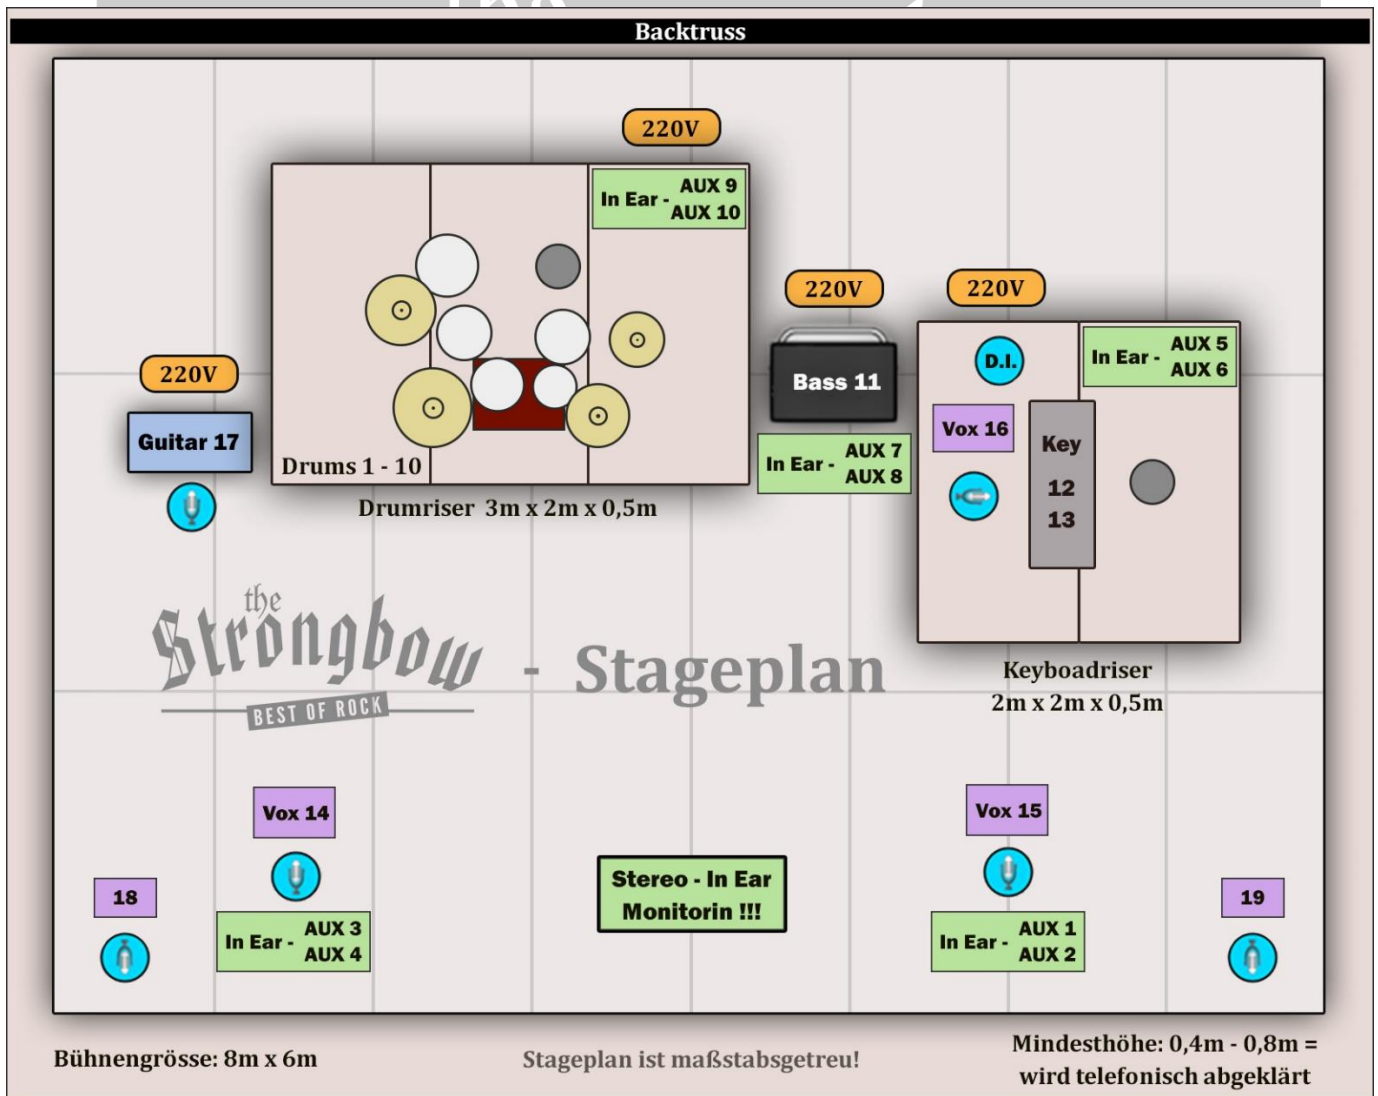 Backtruss
220V
In Ear - AUX 9
AUX 10
220V
220V
D.I.
In Ear - AUX 5
AUX 6
220V
Bass 11
Guitar 17
Vox 16
Key
12
13
In Ear - AUX 7
AUX 8
Drums 1 - 10
Drumriser 3m x 2m x 0,5m
the
Strongbow
BEST OF ROCK
- Stageplan
Keyboadriser
2m x 2m x 0,5m
Vox 14
Vox 15
18
Stereo - In Ear
Monitorin !!!
19
In Ear - AUX 3
AUX 4
In Ear - AUX 1
AUX 2
Bühnengrösse: 8m x 6m
Stageplan ist maßstabsgetreu!
Mindesthöhe: 0,4m - 0,8m =
wird telefonisch abgeklärt